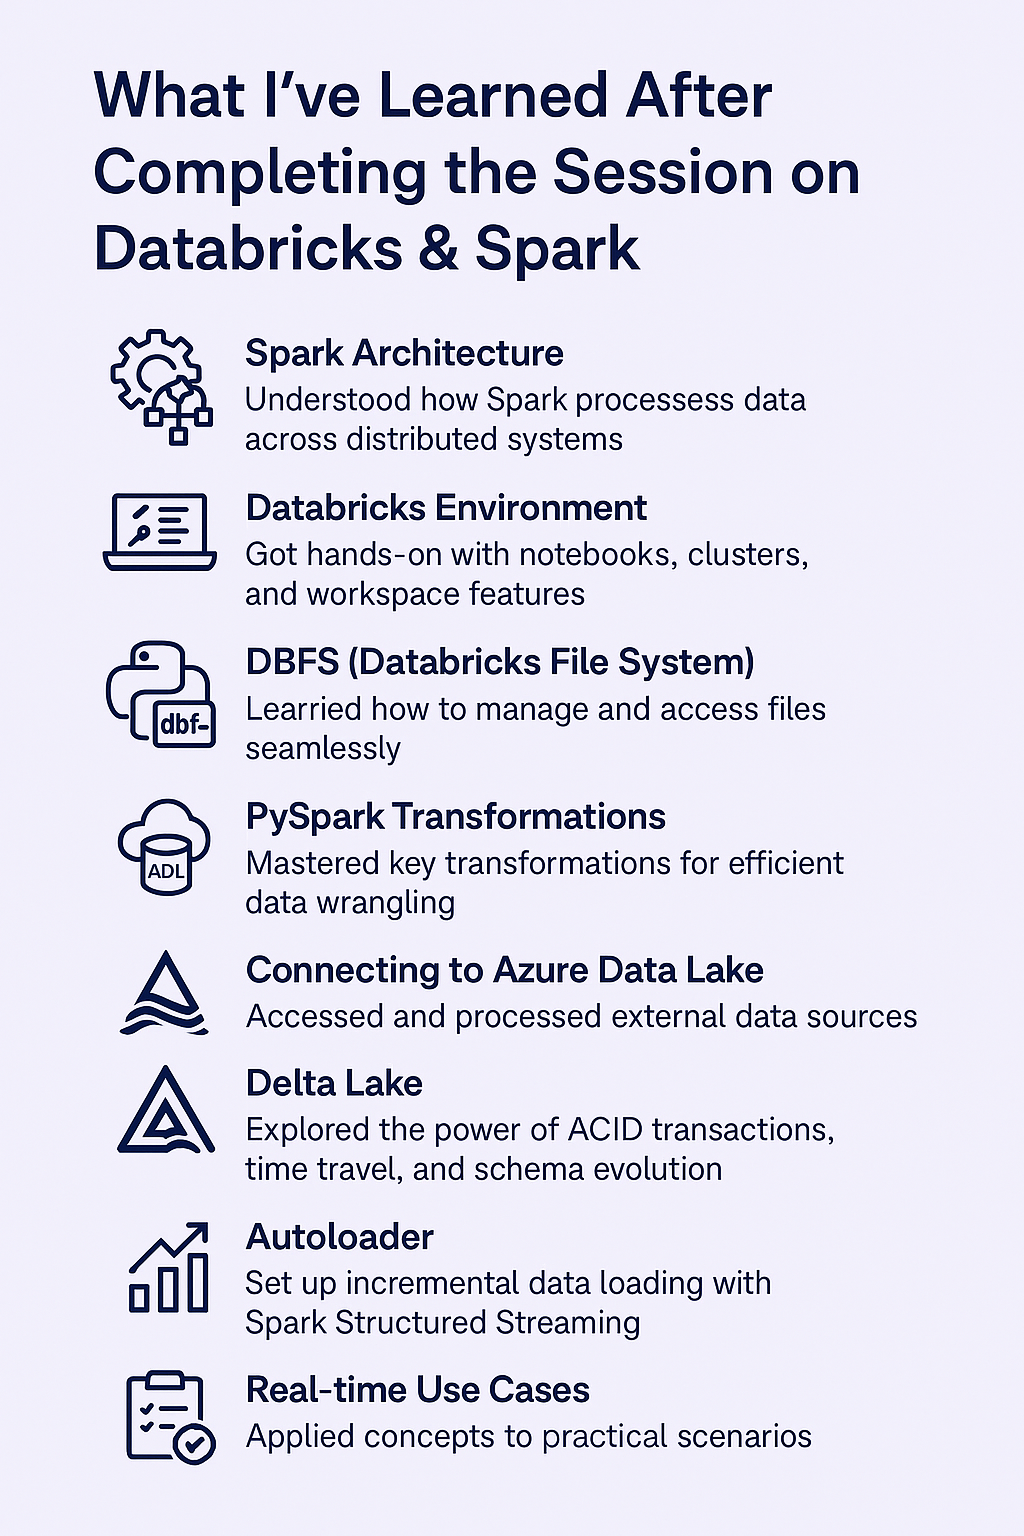 What I’ve Learned After
Completing the Session on
Databricks & Spark
Spark Architecture
Understood how Spark processess data
across distributed systems
Databricks Environment
Got hands-on with notebooks, clusters,
and workspace features
DBFS (Databricks File System)
dbf-
Learried how to manage and access files
seamlessly
PySpark Transformations
ADL
Mastered key transformations for efficient
data wrangling
Connecting to Azure Data Lake
Accessed and processed external data sources
Delta Lake
Explored the power of ACID transactions,
time travel, and schema evolution
Autoloader
Set up incremental data loading with
Spark Structured Streaming
Real-time Use Cases
Applied concepts to practical scenarios